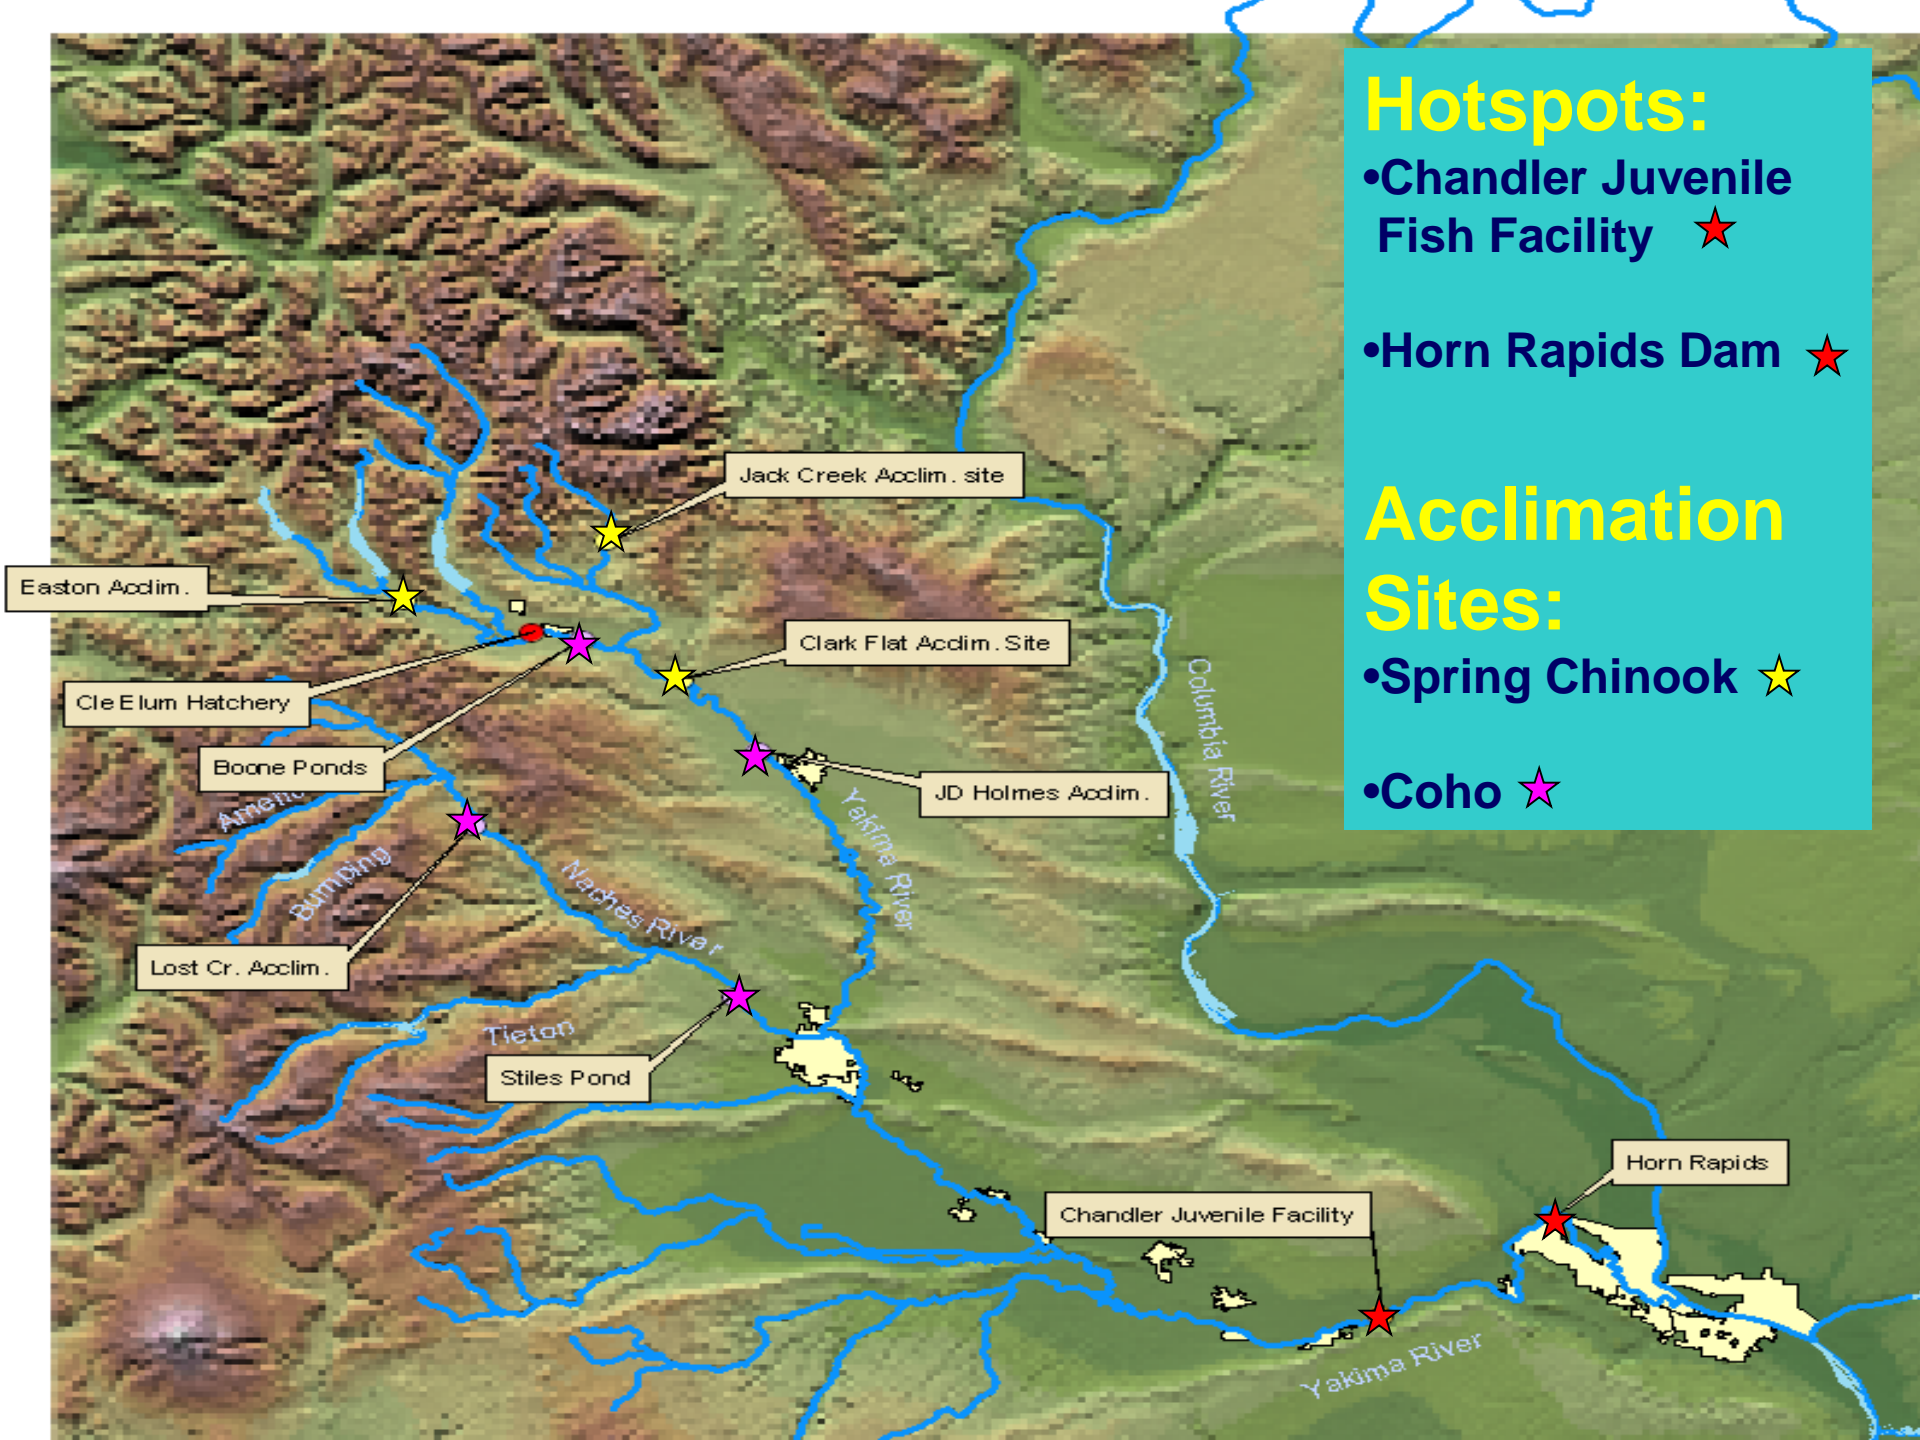 Hotspots:
•Chandler Juvenile
Fish Facility
•Horn Rapids Dam
Acclimation
Sites:
•Spring Chinook
•Coho
Jack Creek Acclim. site
Easton Acclim.
Clark Flat Acclim. Site
Cle Elum Hatchery
Boone Ponds
JD Holmes Acclim.
Columbia River
Yakima River
Bumping
Naches River
Lost Cr. Acclim.
Tieton
Stiles Pond
Horn Rapids
Chandler Juvenile Facility
Yakima River